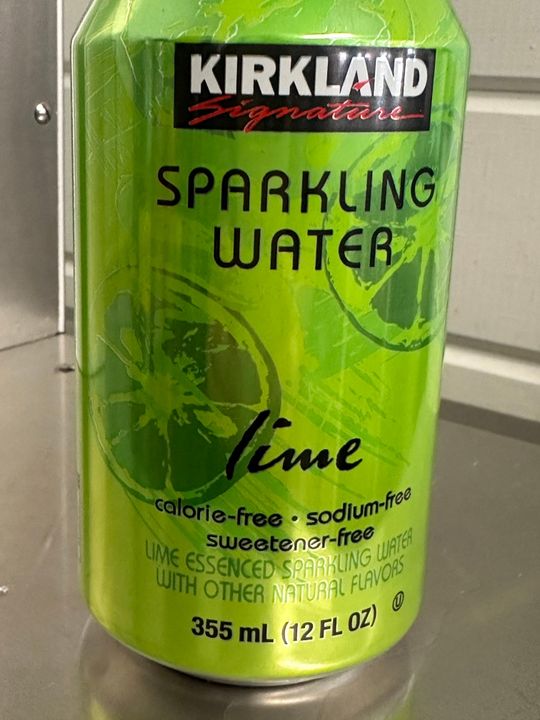 KIRKLAND
Signature
SPARKLING
WATER
lime
calorie-free • sodium-free
sweetener-free
LIME ESSENCED SPARKLING WATER
WITH OTHER NATURAL FLAVORS
355 mL (12 FL OZ) Ⓤ